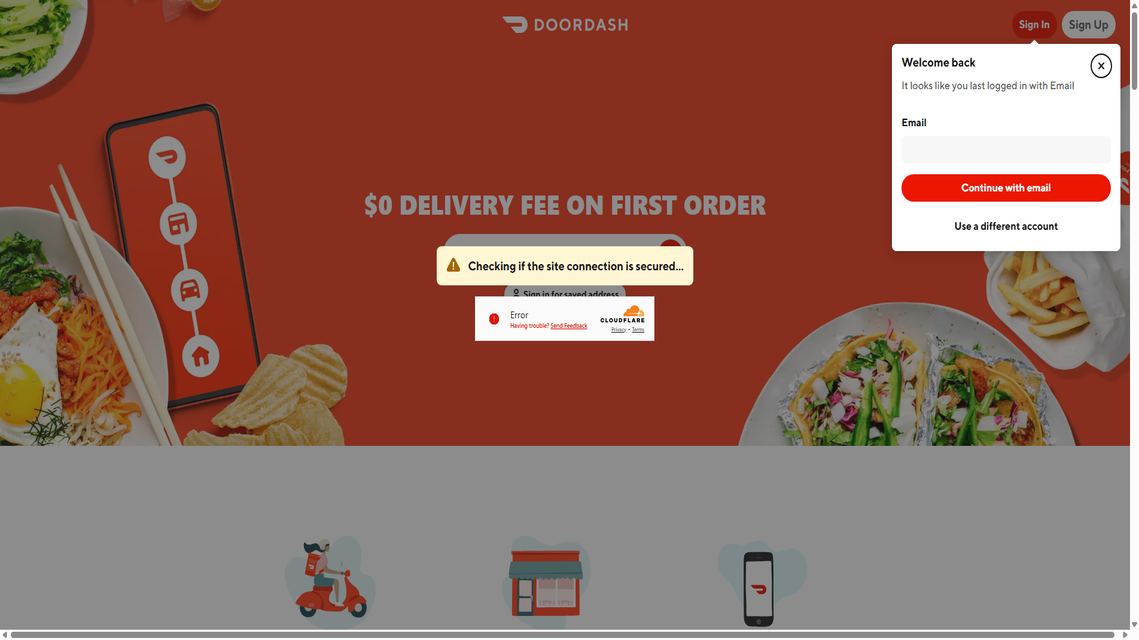 DOORDASH
Sign In
Sign Up
Welcome back
It looks like you last logged in with Email
Email
Continue with email
Use a different account
$0 DELIVERY FEE ON FIRST ORDER
Checking if the site connection is secured...
Sign in for saved address
Error
Having trouble? Send Feedback
CLOUDFLARE
Privacy • Terms